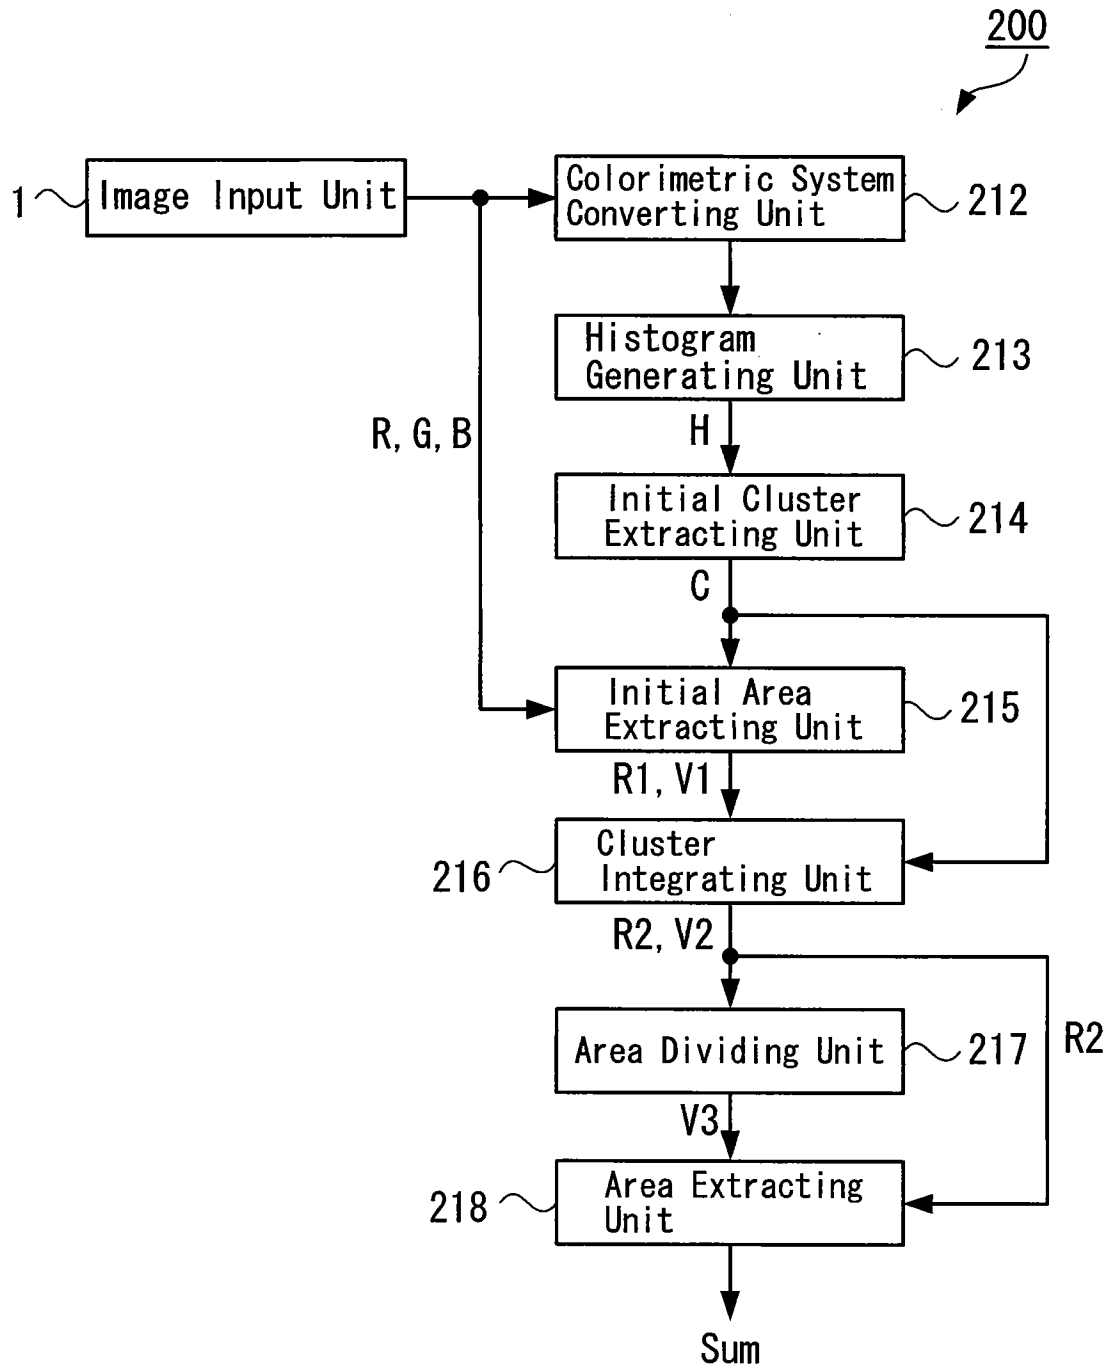 200
1
Image Input Unit
Colorimetric System
Converting Unit
212
Histogram
Generating Unit
213
R, G, B
H
Initial Cluster
Extracting Unit
214
C
Initial Area
Extracting Unit
215
R1, V1
Cluster
Integrating Unit
216
R2, V2
Area Dividing Unit
217
R2
V3
Area Extracting
Unit
218
Sum